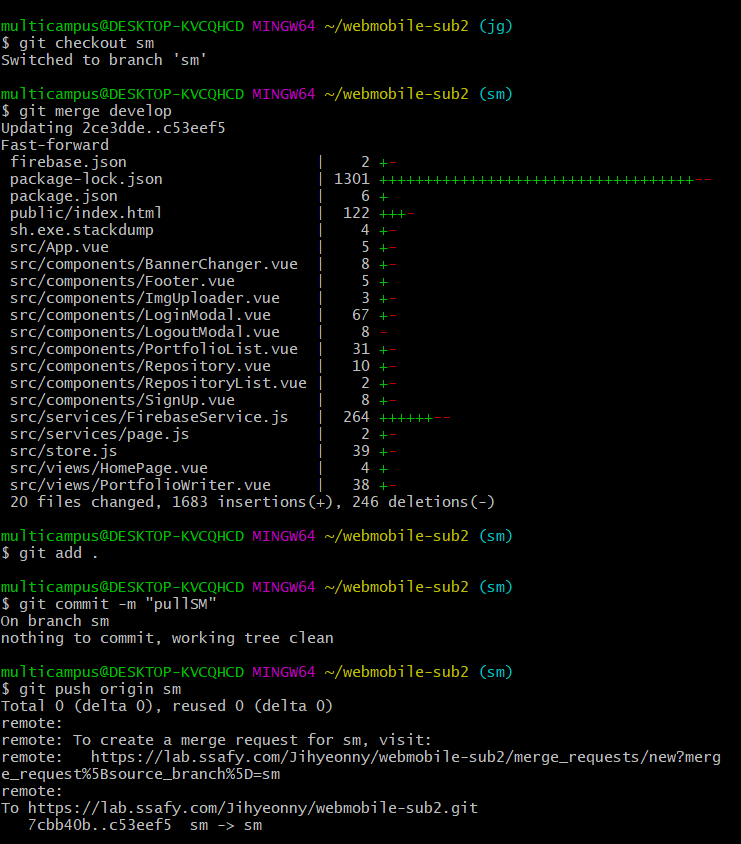 multicampus@DESKTOP-KVCQHCD MINGW64 ~/webmobile-sub2 (jg)
$ git checkout sm
Switched to branch 'sm'

multicampus@DESKTOP-KVCQHCD MINGW64 ~/webmobile-sub2 (sm)
$ git merge develop
Updating 2ce3dde..c53eef5
Fast-forward
 firebase.json                      |    2 +-
 package-lock.json                  | 1301 +++++++++++++++++++++++++++++++++++--
 package.json                       |    6 +
 public/index.html                  |  122 +++-
 sh.exe.stackdump                   |    4 +-
 src/App.vue                        |    5 +-
 src/components/BannerChanger.vue   |    8 +-
 src/components/Footer.vue          |    5 +
 src/components/ImgUploader.vue     |    3 +-
 src/components/LoginModal.vue      |   67 +-
 src/components/LogoutModal.vue     |    8 -
 src/components/PortfolioList.vue   |   31 +-
 src/components/Repository.vue      |   10 +-
 src/components/RepositoryList.vue  |    2 +-
 src/components/SignUp.vue          |    8 +-
 src/services/FirebaseService.js    |  264 ++++++--
 src/services/page.js               |    2 +-
 src/store.js                       |   39 +-
 src/views/HomePage.vue             |    4 +
 src/views/PortfolioWriter.vue      |   38 +-
 20 files changed, 1683 insertions(+), 246 deletions(-)

multicampus@DESKTOP-KVCQHCD MINGW64 ~/webmobile-sub2 (sm)
$ git add .

multicampus@DESKTOP-KVCQHCD MINGW64 ~/webmobile-sub2 (sm)
$ git commit -m "pullSM"
On branch sm
nothing to commit, working tree clean

multicampus@DESKTOP-KVCQHCD MINGW64 ~/webmobile-sub2 (sm)
$ git push origin sm
Total 0 (delta 0), reused 0 (delta 0)
remote:
remote: To create a merge request for sm, visit:
remote:   https://lab.ssafy.com/Jihyeonny/webmobile-sub2/merge_requests/new?merg
e_request%5Bsource_branch%5D=sm
remote:
To https://lab.ssafy.com/Jihyeonny/webmobile-sub2.git
   7cbb40b..c53eef5  sm -> sm